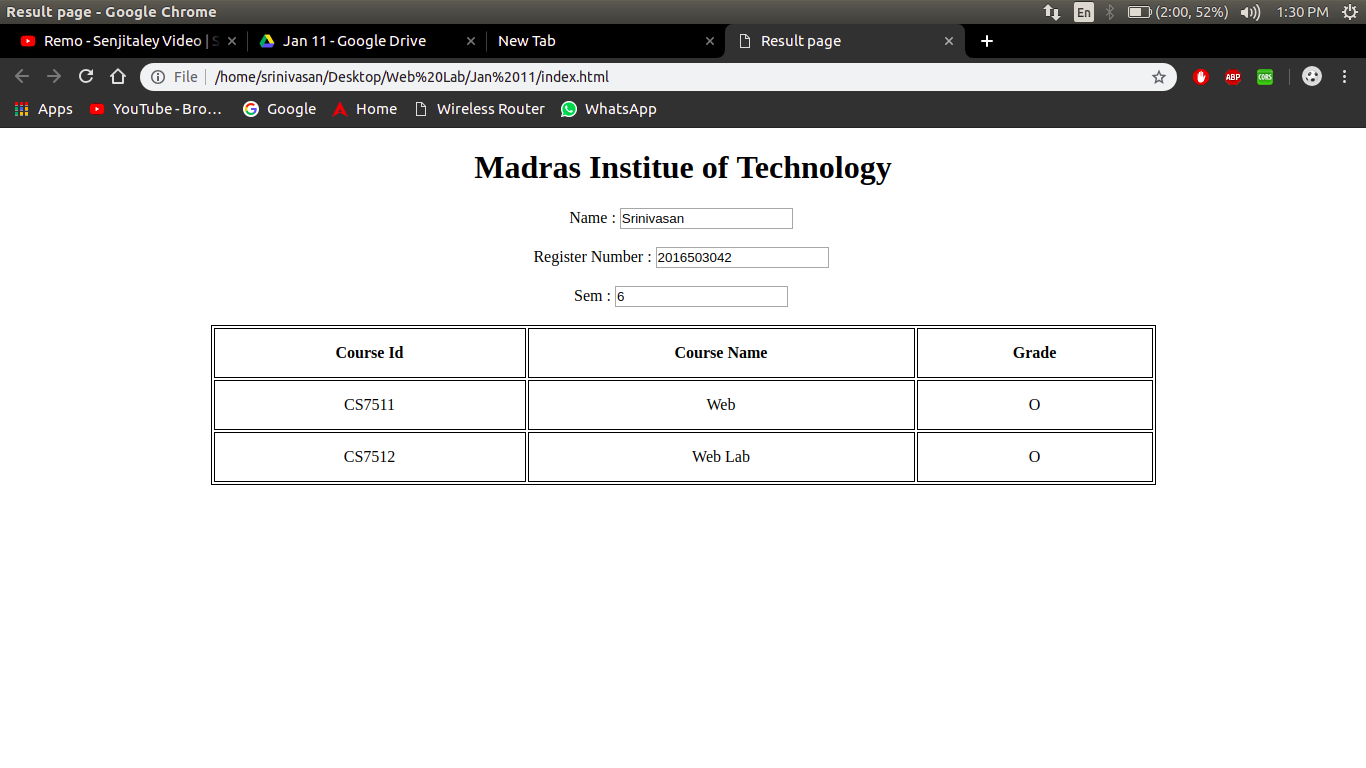 Result page - Google Chrome En (2:00, 52%) 1:30 PM
Remo - Senjitaley Video | S Jan 11 - Google Drive New Tab Result page
File /home/srinivasan/Desktop/Web%20Lab/Jan%2011/index.html ABP CORS
Apps YouTube - Bro... Google Home Wireless Router WhatsApp
Madras Institue of Technology
Name : Srinivasan
Register Number : 2016503042
Sem : 6
Course Id Course Name Grade
CS7511 Web O
CS7512 Web Lab O